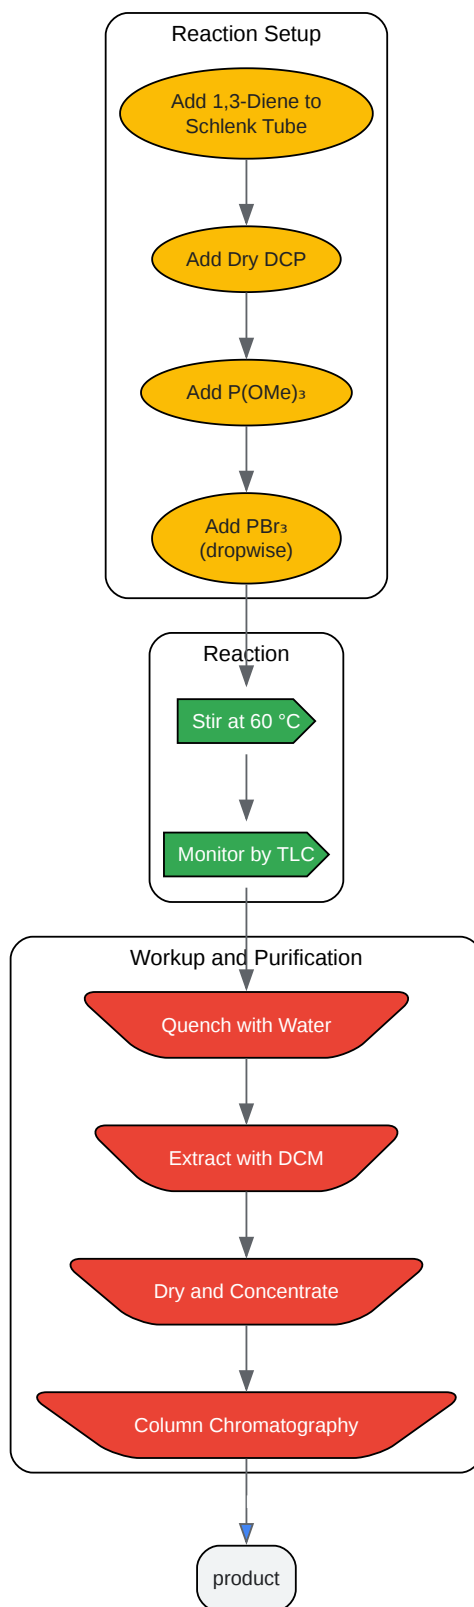 Reaction Setup
Add 1,3-Diene to
Schlenk Tube
Add Dry DCP
Add P(OMe)₃
Add PBr₃
(dropwise)
Reaction
Stir at 60 °C
Monitor by TLC
Workup and Purification
Quench with Water
Extract with DCM
Dry and Concentrate
Column Chromatography
product